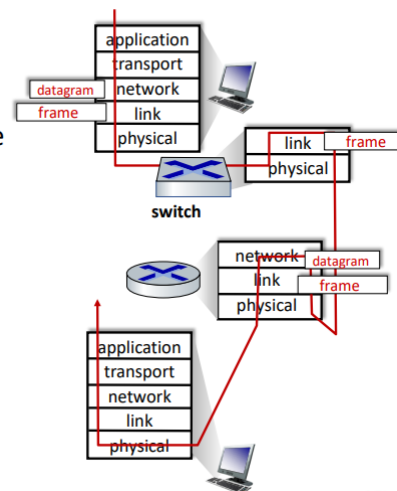 application
transport
datagram network
frame link
physical
e
link frame
physical
switch
network datagram
link frame
physical
application
transport
network
link
physical